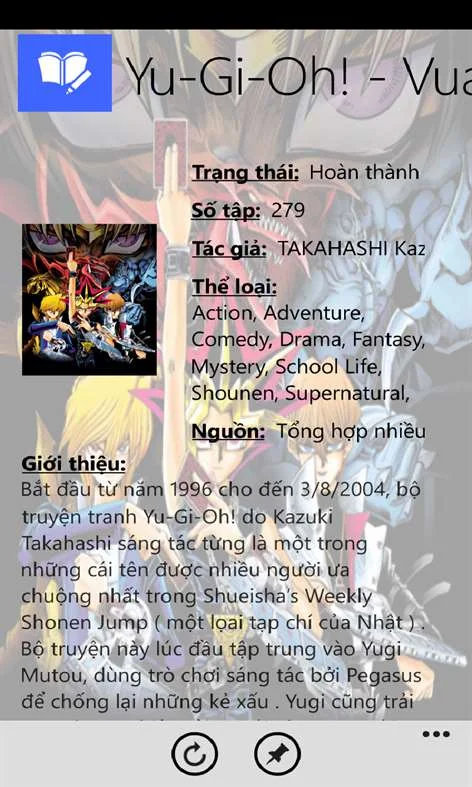 Yu-Gi-Oh! - Vua
Trạng thái: Hoàn thành
Số tập: 279
Tác giả: TAKAHASHI Kaz
Thể loại:
Action, Adventure,
Comedy, Drama, Fantasy,
Mystery, School Life,
Shounen, Supernatural,
Nguồn: Tổng hợp nhiều
Giới thiệu:
Bắt đầu từ năm 1996 cho đến 3/8/2004, bộ
truyện tranh Yu-Gi-Oh! do Kazuki
Takahashi sáng tác từng là một trong
những cái tên được nhiều người ưa
chuộng nhất trong Shueisha's Weekly
Shonen Jump ( một lọai tạp chí của Nhật ) .
Bộ truyện này lúc đầu tập trung vào Yugi
Mutou, dùng trò chơi sáng tác bởi Pegasus
để chống lại những kẻ xấu . Yugi cũng trải